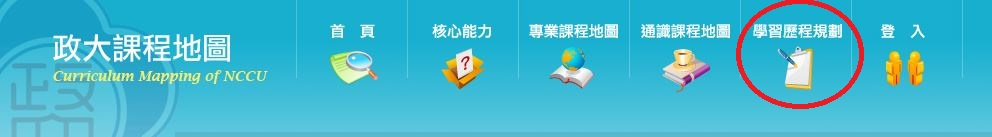 政大課程地圖
Curriculum Mapping of NCCU
首 頁
核心能力
?
專業課程地圖
通識課程地圖
學習歷程規劃
登 入
政